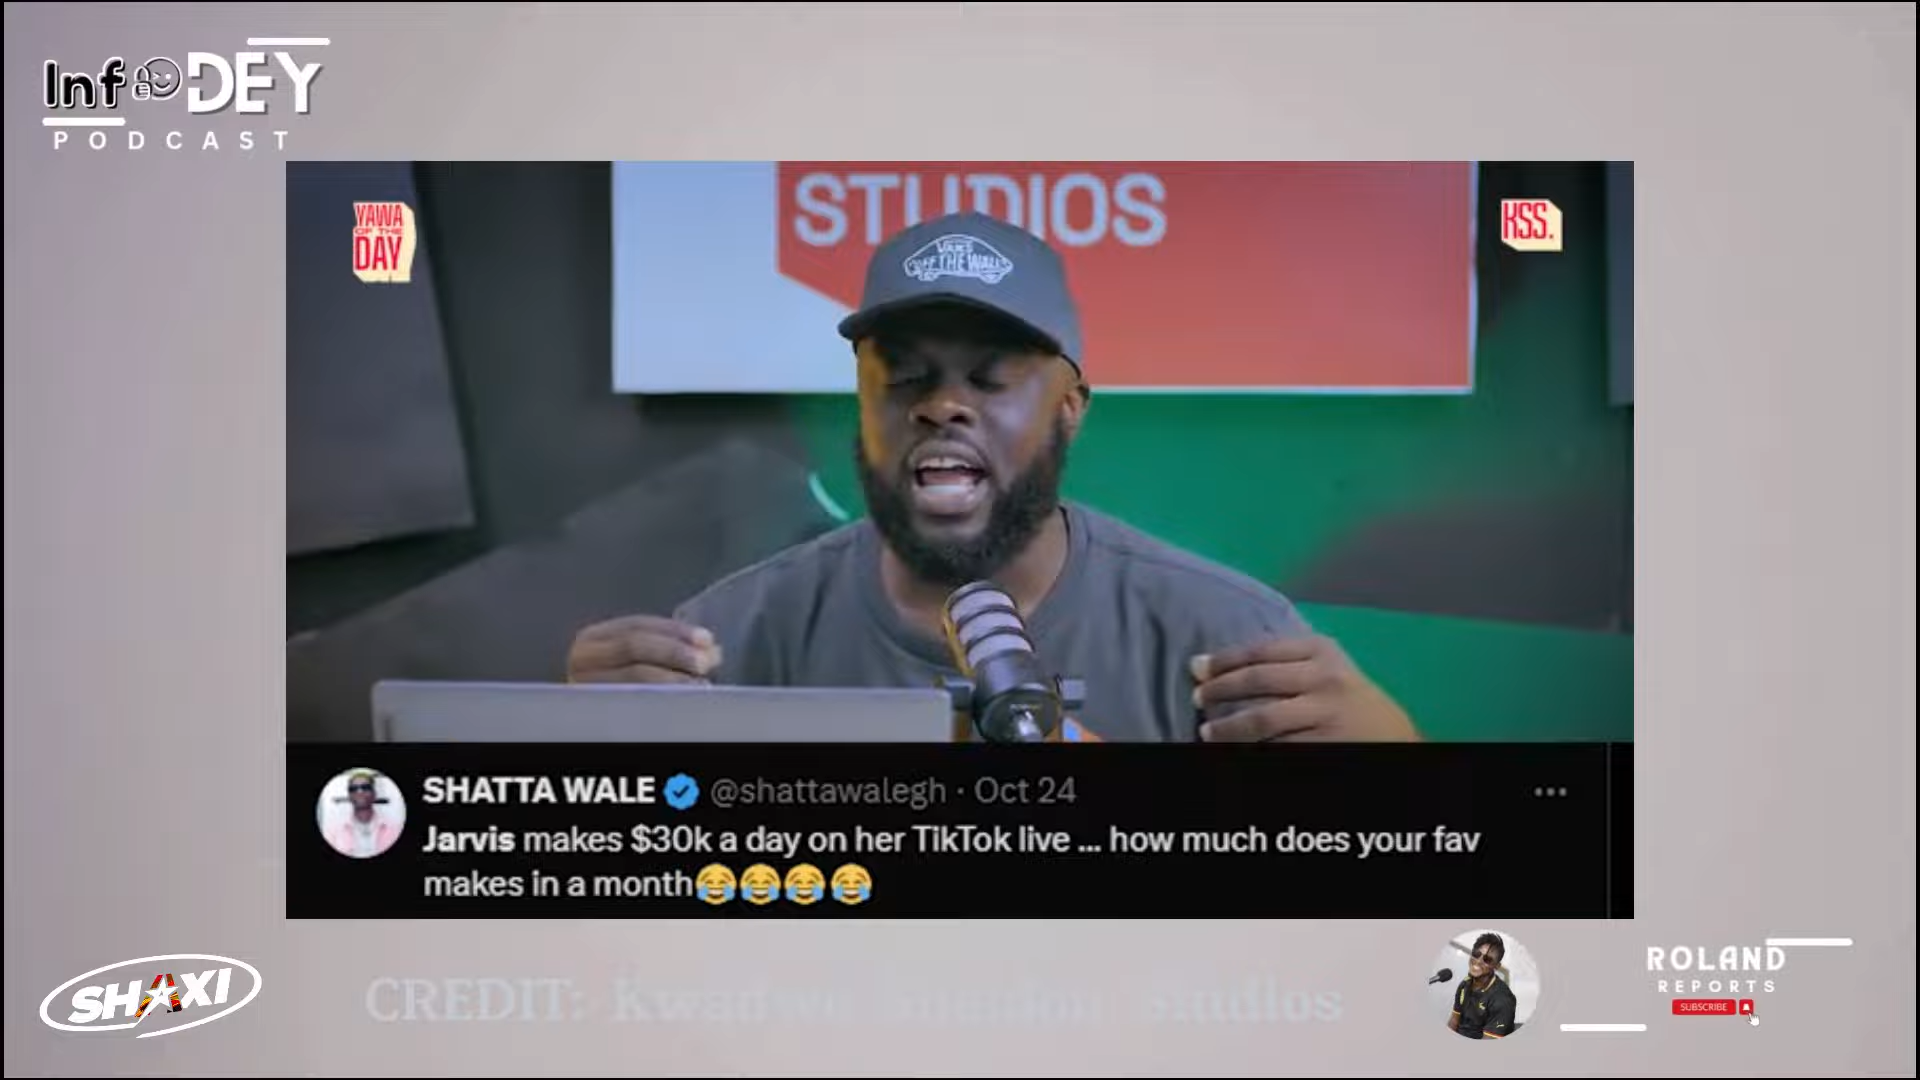 Inf DEY
PODCAST
STUDIOS
YAWA
OF THE
DAY
KSS.
VANS
OFF THE WALL
SHATTA WALE @shattawalegh · Oct 24
Jarvis makes $30k a day on her TikTok live ... how much does your fav
makes in a month😂😂😂😂
SHAXI
CREDIT: Studios
ROLAND
REPORTS
SUBSCRIBE